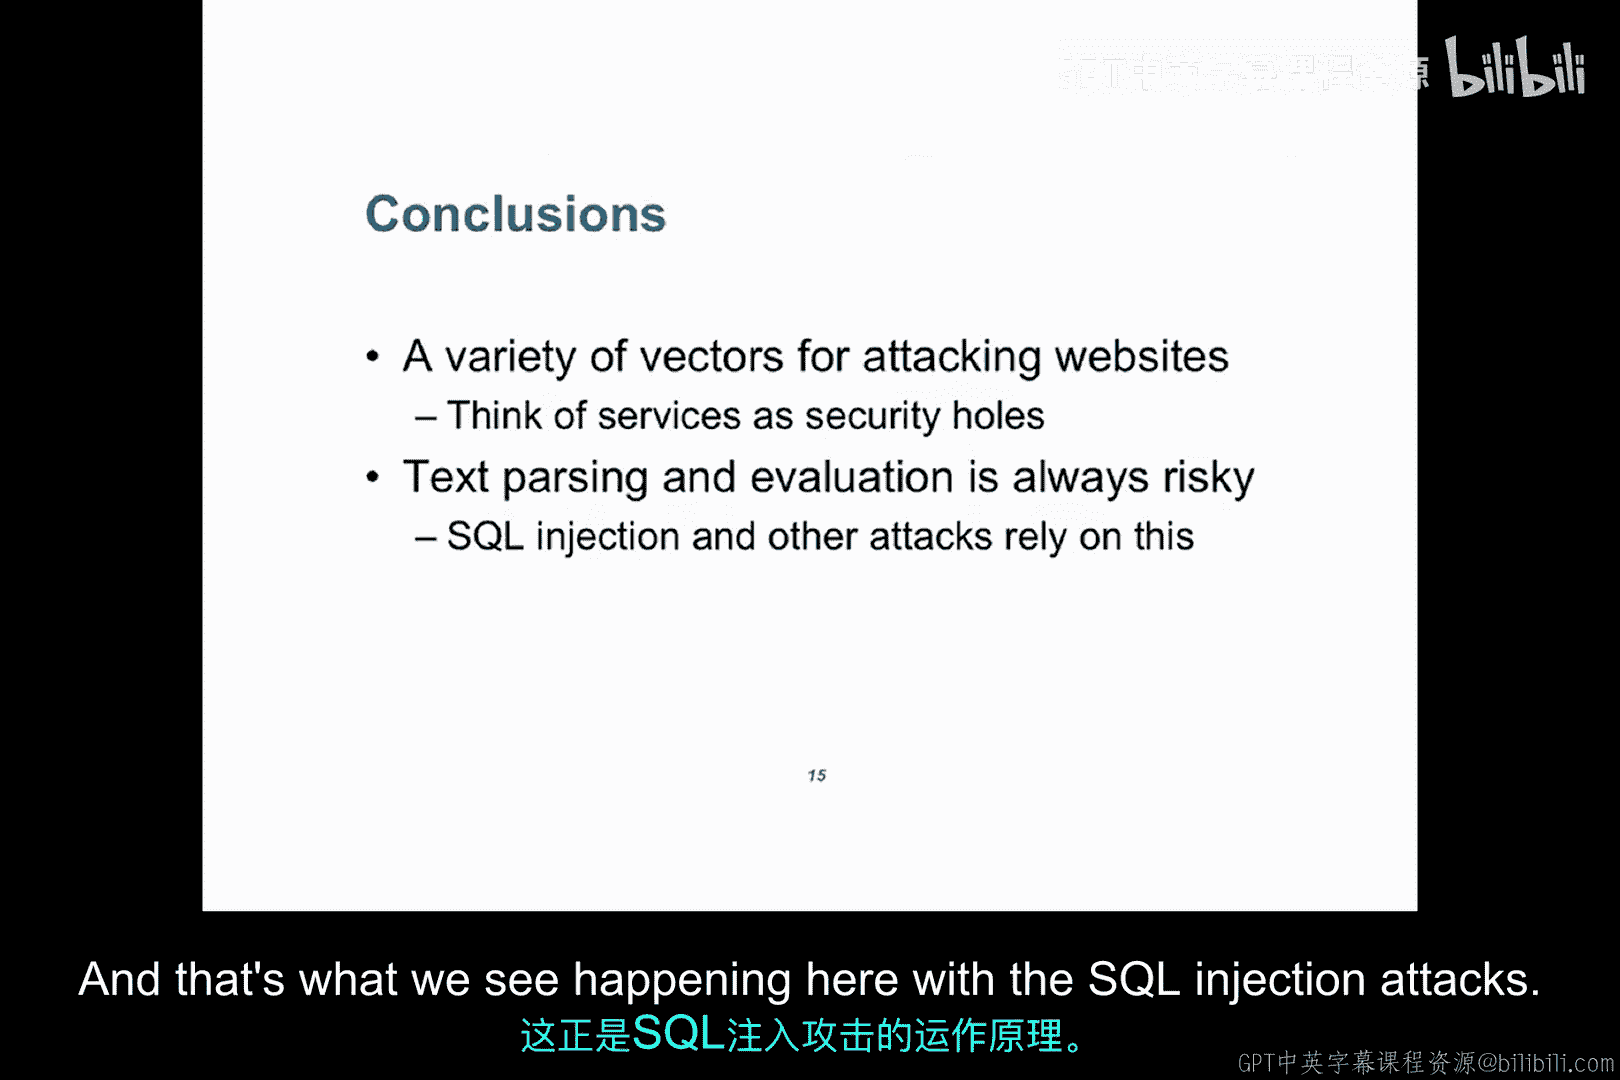 bilibili
Conclusions
• A variety of vectors for attacking websites
– Think of services as security holes
• Text parsing and evaluation is always risky
– SQL injection and other attacks rely on this
15
And that's what we see happening here with the SQL injection attacks.
这正是SQL注入攻击的运作原理。
GPT中英字幕课程资源@bilibili.com